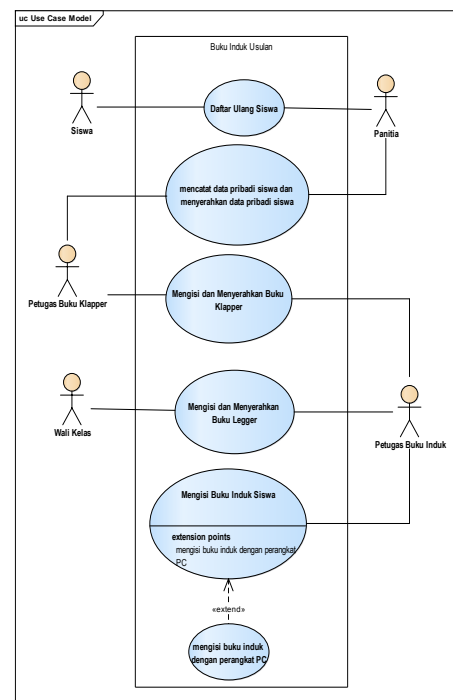 uc Use Case Model
Buku Induk Usulan
Siswa
Daftar Ulang Siswa
Panitia
mencatat data pribadi siswa dan
menyerahkan data pribadi siswa
Petugas Buku Klapper
Mengisi dan Menyerahkan Buku
Klapper
Wali Kelas
Mengisi dan Menyerahkan
Buku Legger
Petugas Buku Induk
Mengisi Buku Induk Siswa
extension points
mengisi buku induk dengan perangkat
PC
«extend»
mengisi buku induk
dengan perangkat PC